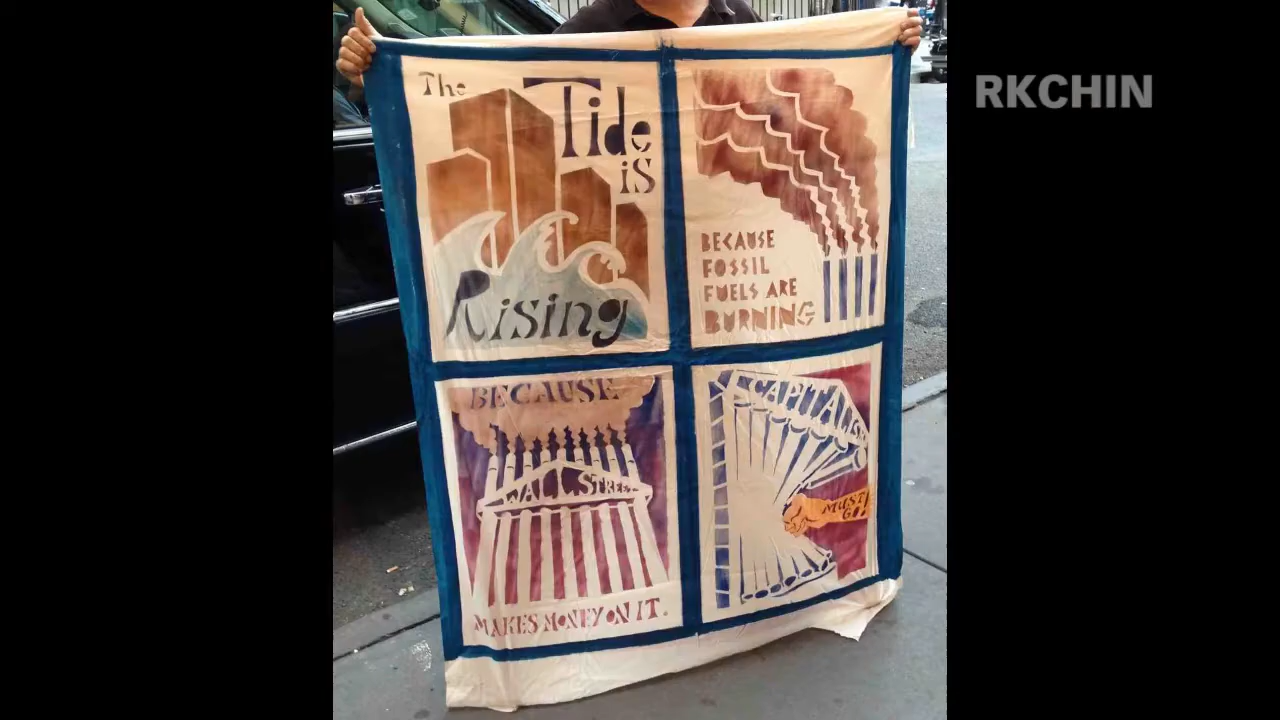 The
Tide
is
Rising
BECAUSE
FOSSIL
FUELS ARE
BURNING
BECAUSE
WALL STREET
MAKES MONEY ON IT.
CAPITALISM
MUST
GO!
RKCHIN